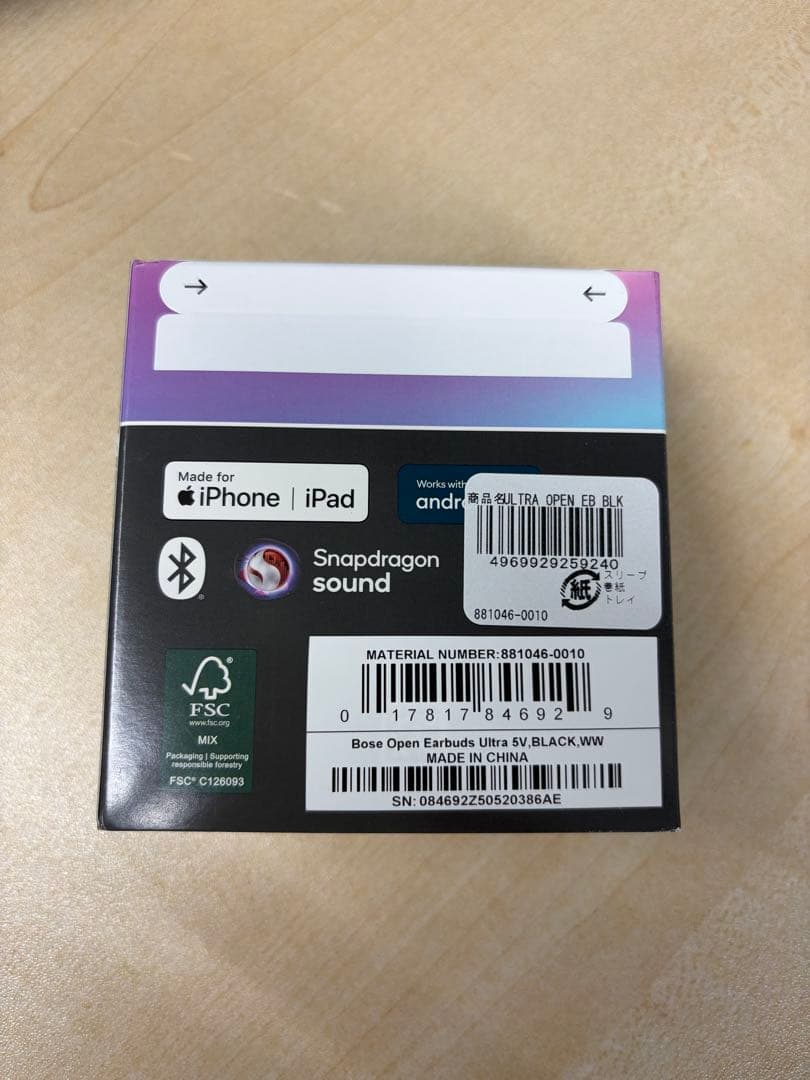 → ←
Made for
iPhone | iPad
Works with
andr
商品名ULTRA OPEN EB BLK
4969929259240
紙
スリーブ
巻紙
トレイ
881046-0010
Snapdragon
sound
FSC®
www.fsc.org
MIX
Packaging | Supporting
responsible forestry
FSC® C126093
MATERIAL NUMBER:881046-0010
0 17817 84692 9
Bose Open Earbuds Ultra 5V,BLACK,WW
MADE IN CHINA
SN: 084692Z50520386AE